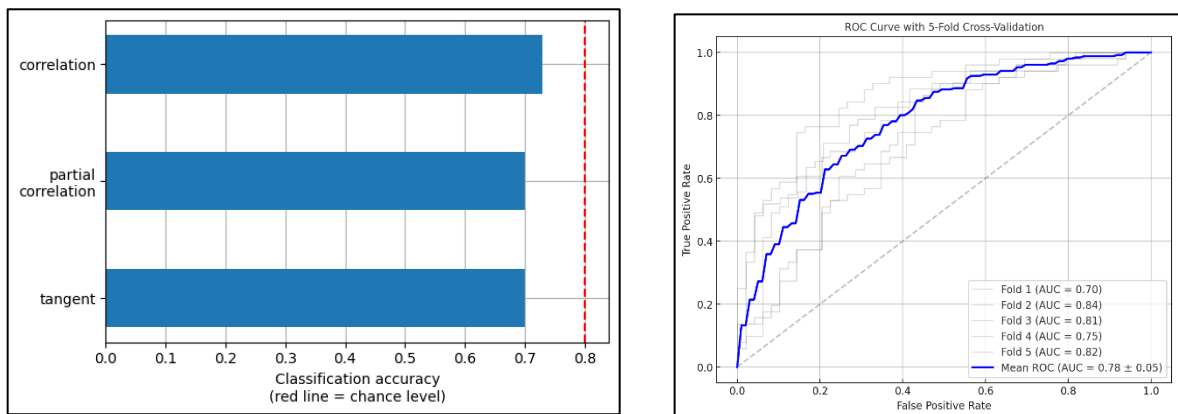 correlation
partial
correlation
tangent
0.0 0.1 0.2 0.3 0.4 0.5 0.6 0.7 0.8
Classification accuracy
(red line = chance level)
ROC Curve with 5-Fold Cross-Validation
True Positive Rate
1.0
0.8
0.6
0.4
0.2
0.0
Fold 1 (AUC = 0.70)
Fold 2 (AUC = 0.84)
Fold 3 (AUC = 0.81)
Fold 4 (AUC = 0.75)
Fold 5 (AUC = 0.82)
Mean ROC (AUC = 0.78 ± 0.05)
0.0 0.2 0.4 0.6 0.8 1.0
False Positive Rate